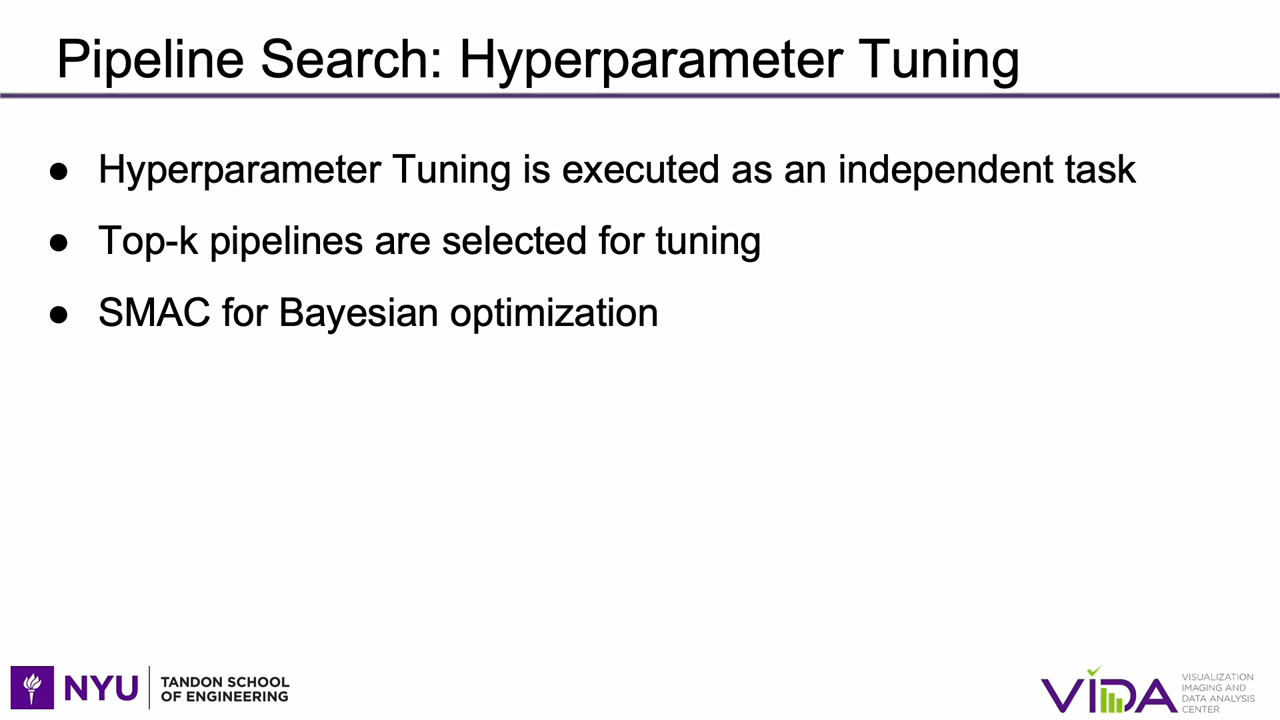 Pipeline Search: Hyperparameter Tuning
● Hyperparameter Tuning is executed as an independent task
● Top-k pipelines are selected for tuning
● SMAC for Bayesian optimization
NYU
TANDON SCHOOL
OF ENGINEERING
VIDA
VISUALIZATION
IMAGING AND
DATA ANALYSIS
CENTER